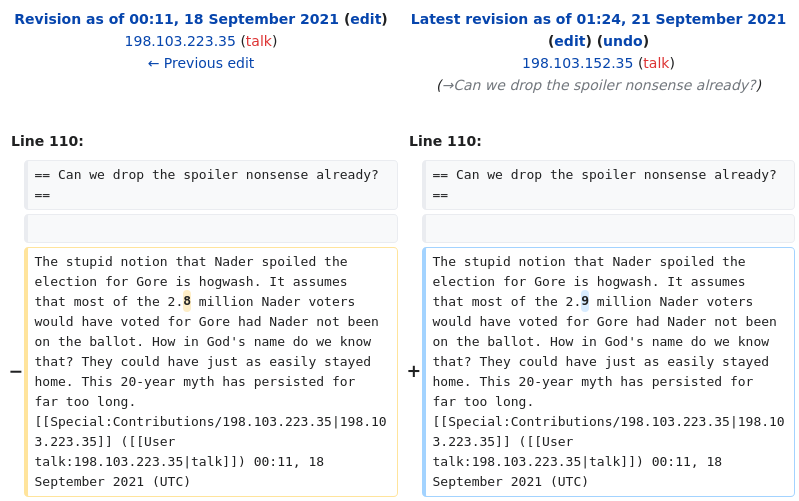 Revision as of 00:11, 18 September 2021 (edit)
198.103.223.35 (talk)
← Previous edit
Latest revision as of 01:24, 21 September 2021
(edit) (undo)
198.103.152.35 (talk)
(→Can we drop the spoiler nonsense already?)
Line 110:
== Can we drop the spoiler nonsense already?
==
−
The stupid notion that Nader spoiled the
election for Gore is hogwash. It assumes
that most of the 2.8 million Nader voters
would have voted for Gore had Nader not been
on the ballot. How in God's name do we know
that? They could have just as easily stayed
home. This 20-year myth has persisted for
far too long.
[[Special:Contributions/198.103.223.35|198.10
3.223.35]] ([[User
talk:198.103.223.35|talk]]) 00:11, 18
September 2021 (UTC)
Line 110:
== Can we drop the spoiler nonsense already?
==
+
The stupid notion that Nader spoiled the
election for Gore is hogwash. It assumes
that most of the 2.9 million Nader voters
would have voted for Gore had Nader not been
on the ballot. How in God's name do we know
that? They could have just as easily stayed
home. This 20-year myth has persisted for
far too long.
[[Special:Contributions/198.103.223.35|198.10
3.223.35]] ([[User
talk:198.103.223.35|talk]]) 00:11, 18
September 2021 (UTC)